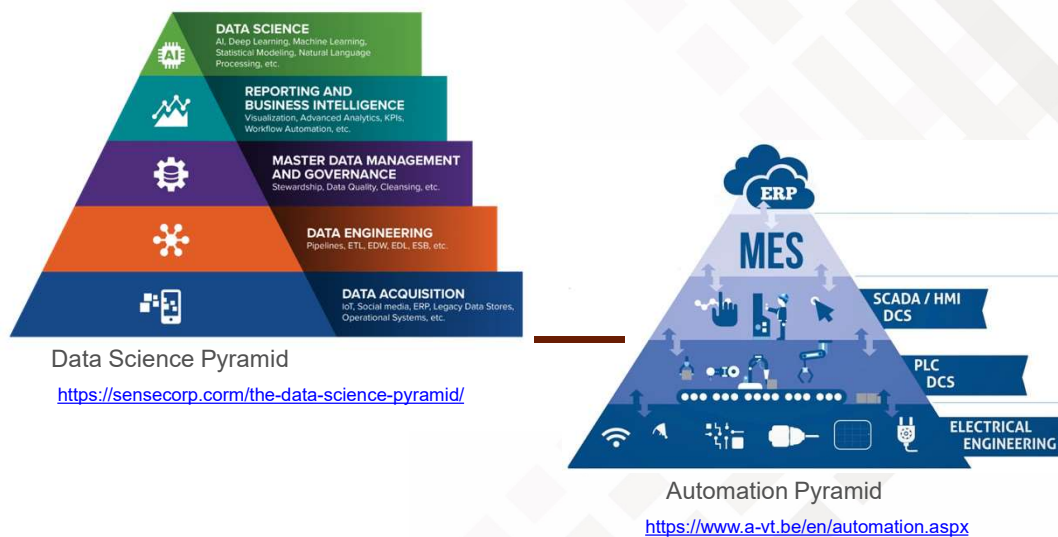 AI
DATA SCIENCE
AI, Deep Learning, Machine Learning,
Statistical Modeling, Natural Language
Processing, etc.
REPORTING AND
BUSINESS INTELLIGENCE
Visualization, Advanced Analytics, KPIs,
Workflow Automation, etc.
MASTER DATA MANAGEMENT
AND GOVERNANCE
Stewardship, Data Quality, Cleansing, etc.
DATA ENGINEERING
Pipelines, ETL, EDW, EDL, ESB, etc.
DATA ACQUISITION
IoT, Social media, ERP, Legacy Data Stores,
Operational Systems, etc.
Data Science Pyramid
https://sensecorp.corm/the-data-science-pyramid/
ERP
MES
SCADA / HMI
DCS
PLC
DCS
ELECTRICAL
ENGINEERING
Automation Pyramid
https://www.a-vt.be/en/automation.aspx